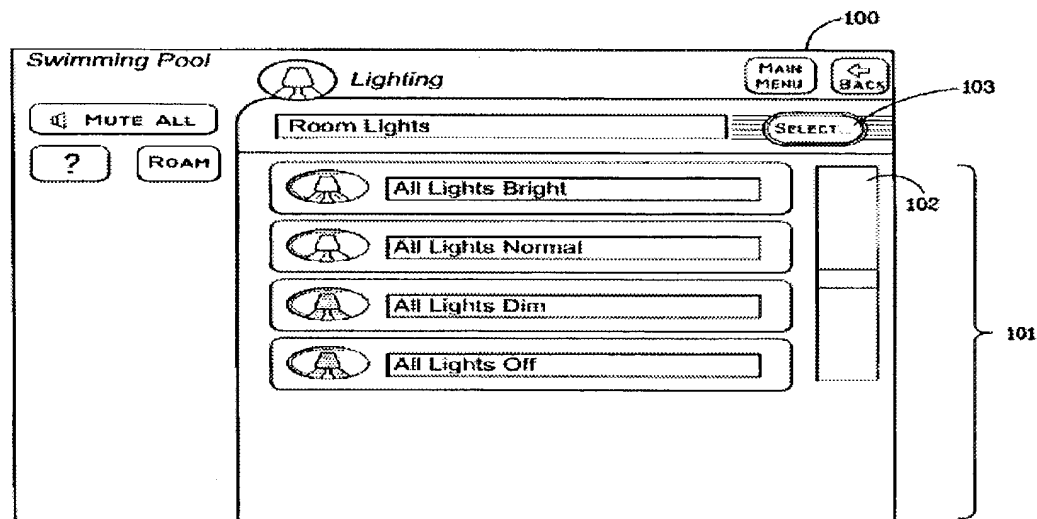 100
Swimming Pool
Lighting
MAIN MENU
BACK
103
MUTE ALL
Room Lights
SELECT...
?
ROAM
All Lights Bright
102
All Lights Normal
All Lights Dim
101
All Lights Off